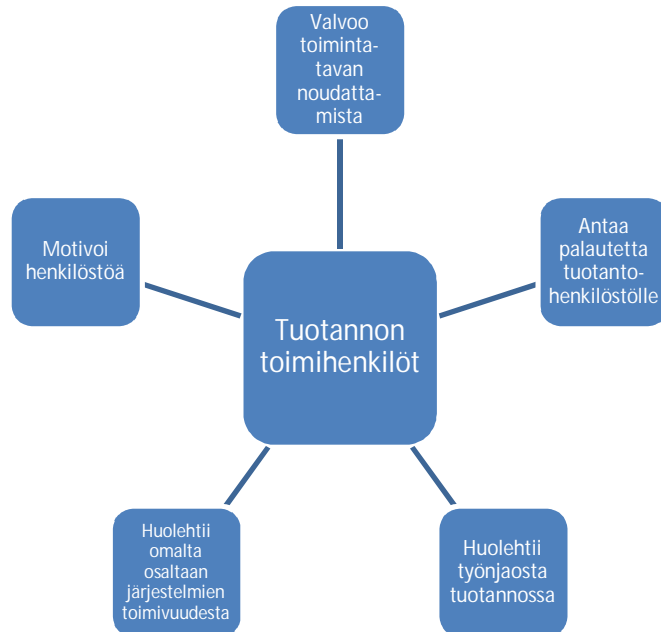 Valvoo
toiminta-
tavan
noudatta-
mista
Motivoi
henkilöstöä
Antaa
palautetta
tuotanto-
henkilöstölle
Tuotannon
toimihenkilöt
Huolehtii
omalta
osaltaan
järjestelmien
toimivuudesta
Huolehtii
työnjaosta
tuotannossa